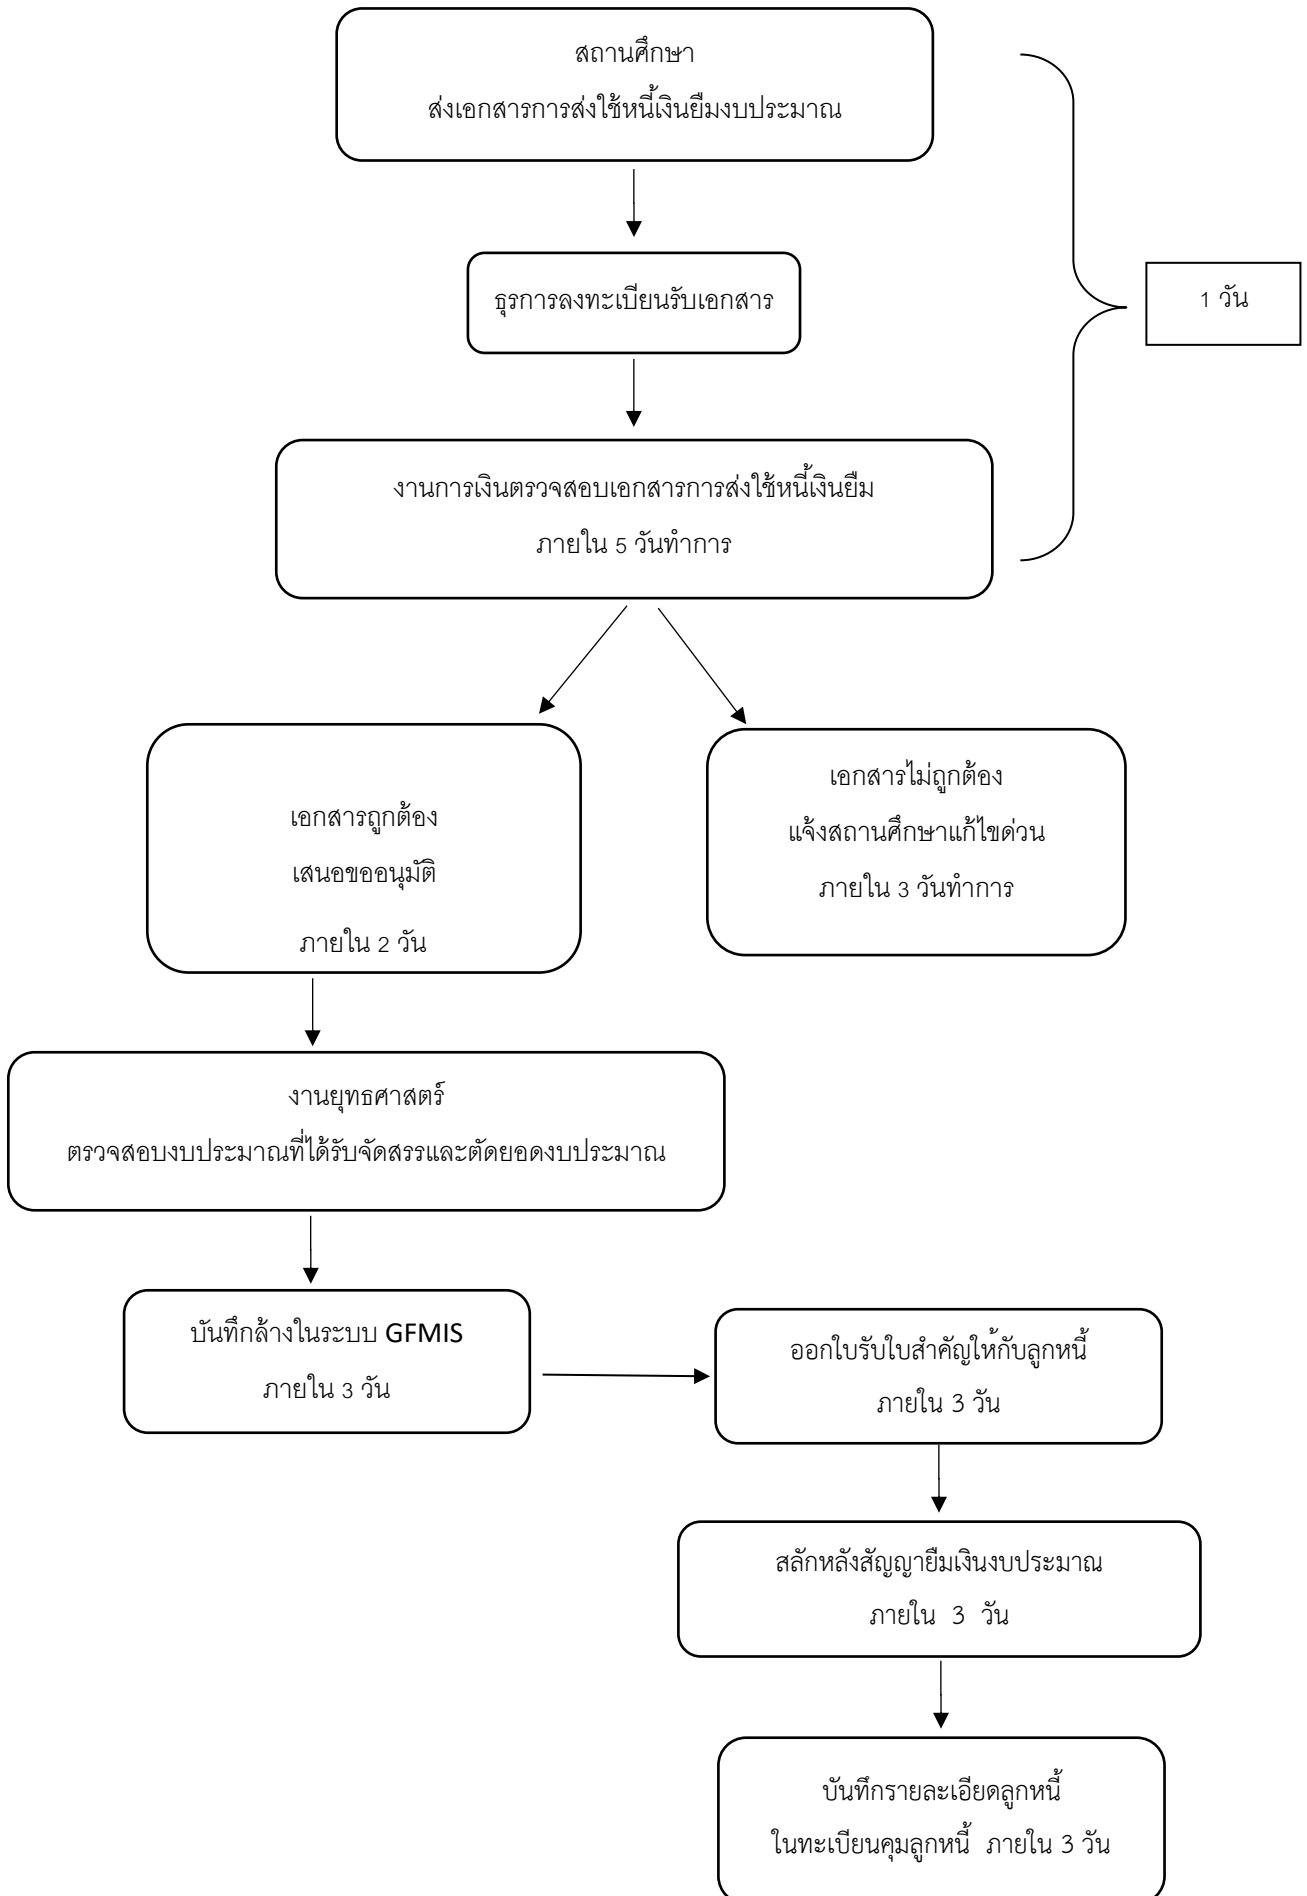 สถานศึกษา
ส่งเอกสารการส่งใช้หนี้เงินยืมงบประมาณ
ธุรการลงทะเบียนรับเอกสาร
1 วัน
งานการเงินตรวจสอบเอกสารการส่งใช้หนี้เงินยืม
ภายใน 5 วันทำการ
เอกสารถูกต้อง
เสนอขออนุมัติ
ภายใน 2 วัน
เอกสารไม่ถูกต้อง
แจ้งสถานศึกษาแก้ไขด่วน
ภายใน 3 วันทำการ
งานยุทธศาสตร์
ตรวจสอบงบประมาณที่ได้รับจัดสรรและตัดยอดงบประมาณ
บันทึกล้างในระบบ GFMIS
ภายใน 3 วัน
ออกใบรับใบสำคัญให้กับลูกหนี้
ภายใน 3 วัน
สลักหลังสัญญายืมเงินงบประมาณ
ภายใน 3 วัน
บันทึกรายละเอียดลูกหนี้
ในทะเบียนคุมลูกหนี้ ภายใน 3 วัน